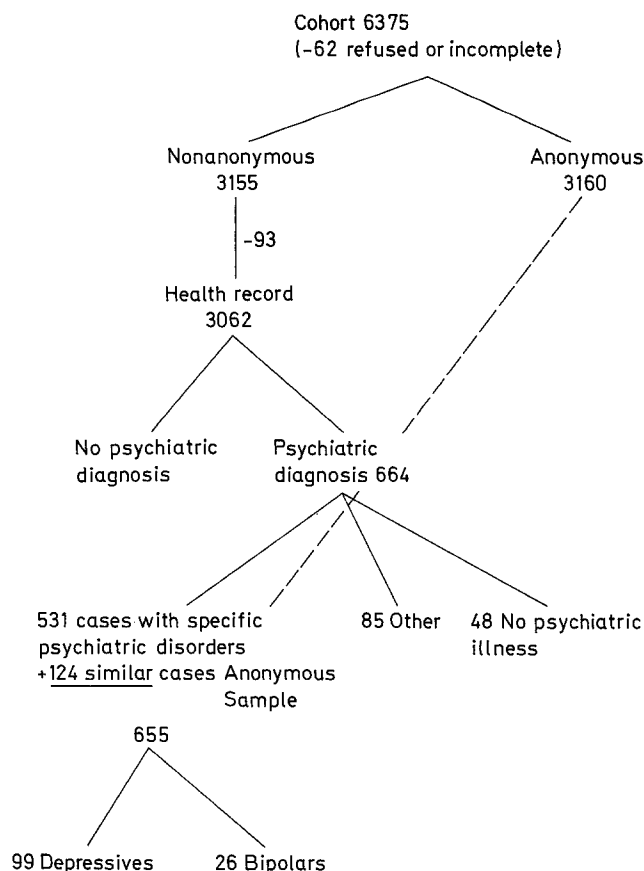 Cohort 6375
(-62 refused or incomplete)
Nonanonymous
3155
Anonymous
3160
-93
Health record
3062
No psychiatric
diagnosis
Psychiatric
diagnosis 664
531 cases with specific
psychiatric disorders
+124 similar cases Anonymous
Sample
85 Other
48 No psychiatric
illness
655
99 Depressives
26 Bipolars